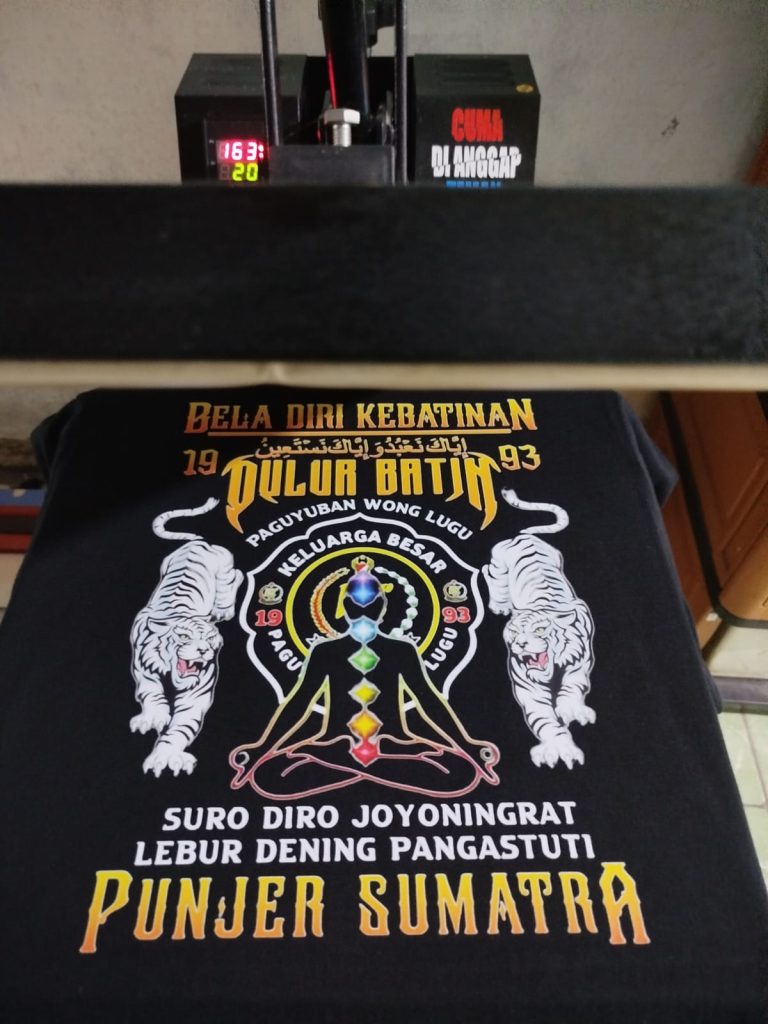 163
20
CUMA
DI ANGGAP
BELA DIRI KEBATINAN
إِيَّاكَ نَعْبُدُ وَ إِيَّاكَ نَسْتَعِينُ
19 DULUR BATIN 93
PAGUYUBAN WONG LUGU
KELUARGA BESAR
19 93
PAGU LUGU
SURO DIRO JOYONINGRAT
LEBUR DENING PANGASTUTI
PUNJER SUMATRA